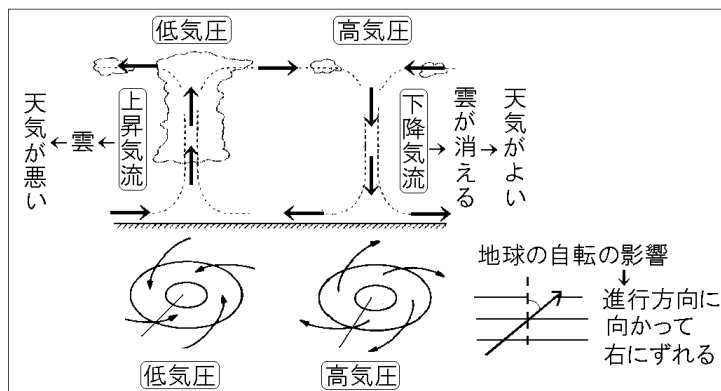 低気圧
高気圧
天気が悪い
雲
上昇気流
下降気流
雲が消える
天気がよい
地球の自転の影響
進行方向に
向かって
右にずれる
低気圧
高気圧